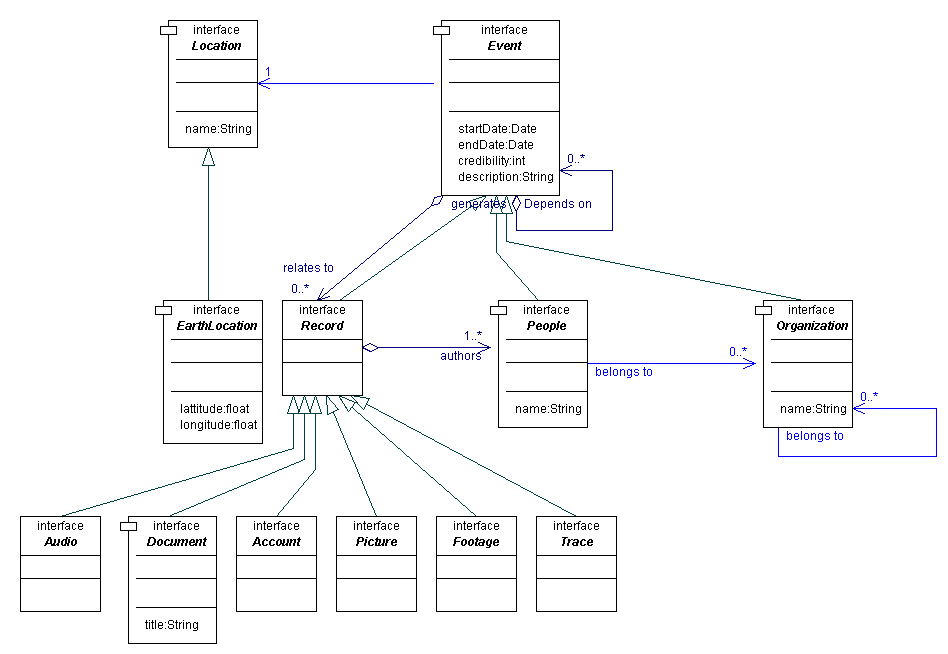 interface
Location
name:String
interface
Event
startDate:Date
endDate:Date
credibility:int
description:String
1
0..*
generates
Depends on
relates to
0..*
interface
EarthLocation
lattitude:float
longitude:float
interface
Record
1..*
authors
interface
People
name:String
0..*
belongs to
interface
Organization
name:String
0..*
belongs to
interface
Audio
interface
Document
title:String
interface
Account
interface
Picture
interface
Footage
interface
Trace